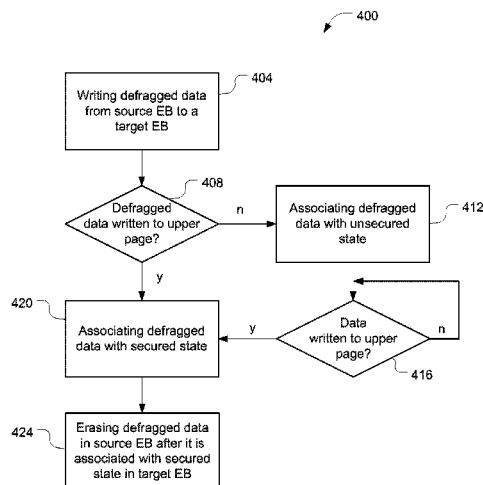 400
Writing defragged data
from source EB to a
target EB
404
408
Defragged
data written to upper
page?
n
y
Associating defragged
data with unsecured
state
412
420
Associating defragged
data with secured state
y
Data
written to upper
page?
n
416
424
Erasing defragged data
in source EB after it is
associated with secured
state in target EB